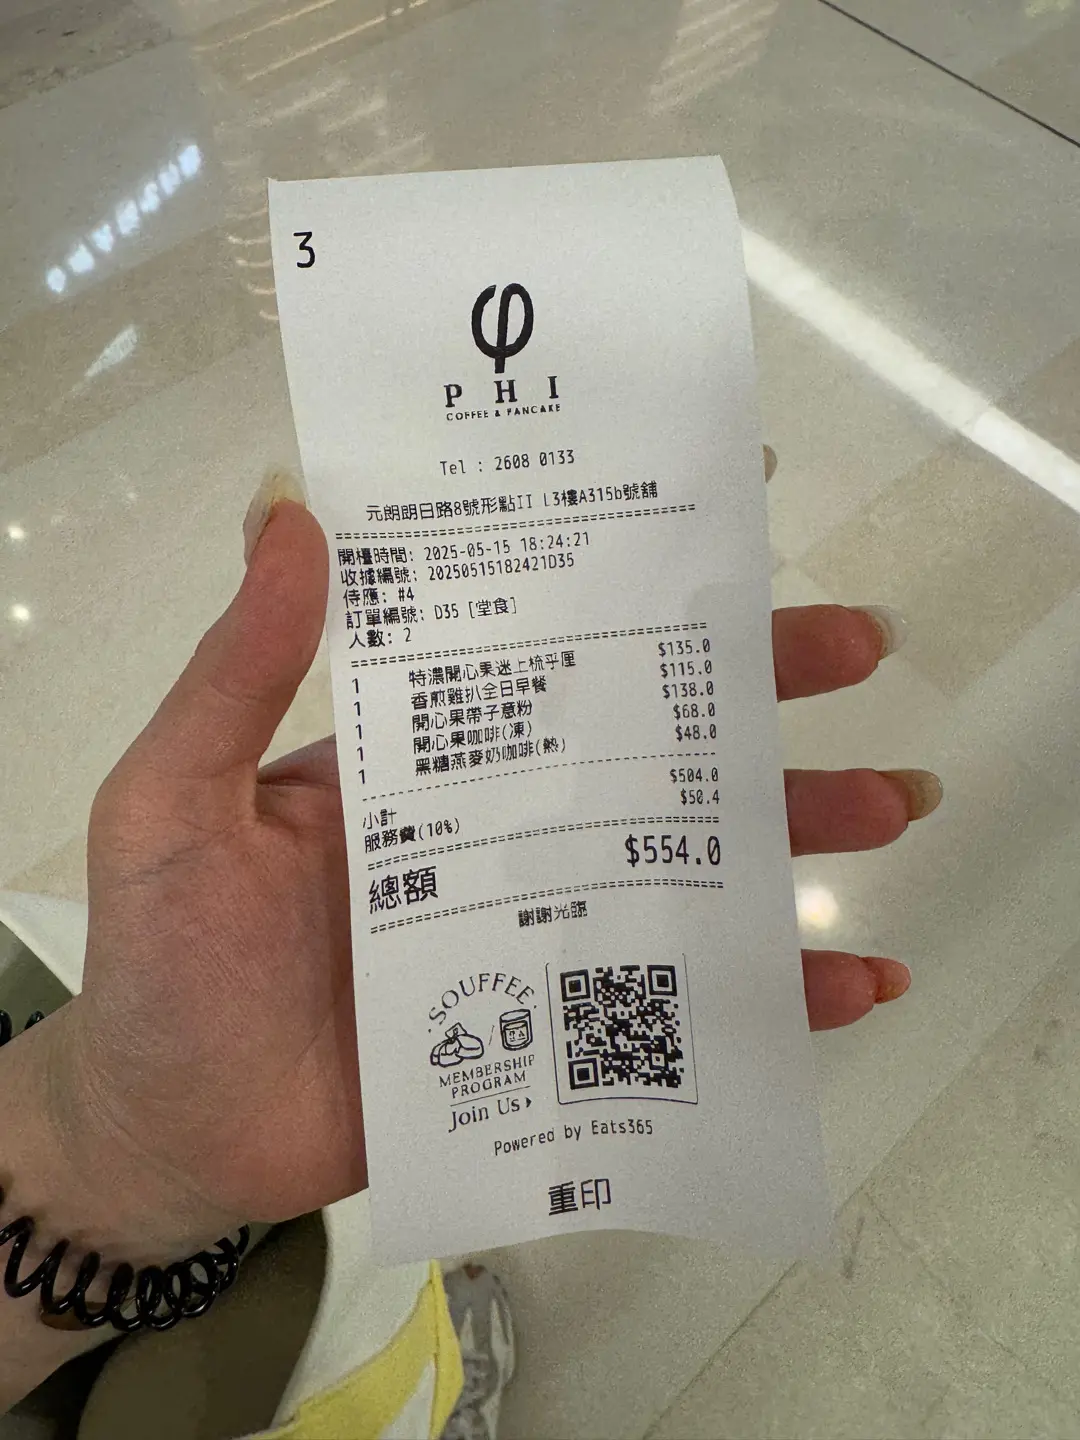 3
φ
PHI
COFFEE & PANCAKE
Tel : 2608 0133
元朗朗日路8號形點II L3樓A315b號舖
開檯時間: 2025-05-15 18:24:21
收據編號: 20250515182421D35
侍應: #4
訂單編號: D35 [堂食]
人數: 2
1 特濃開心果迷上梳乎厘 $135.0
1 香煎雞扒全日早餐 $115.0
1 開心果帶子意粉 $138.0
1 開心果咖啡(凍) $68.0
1 黑糖燕麥奶咖啡(熱) $48.0
小計 $504.0
服務費(10%) $50.4
總額 $554.0
謝謝光臨
SOUFFEE
MEMBERSHIP
PROGRAM
Join Us
Powered by Eats365
重印